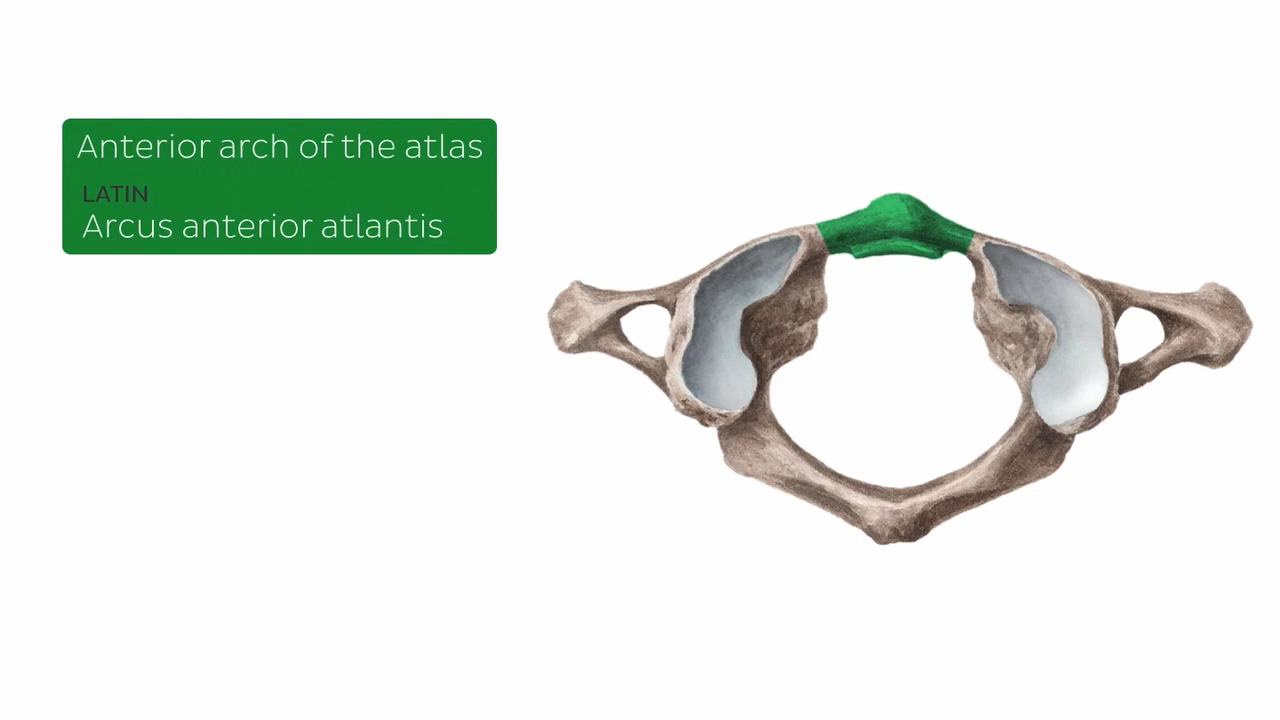 Anterior arch of the atlas
LATIN
Arcus anterior atlantis